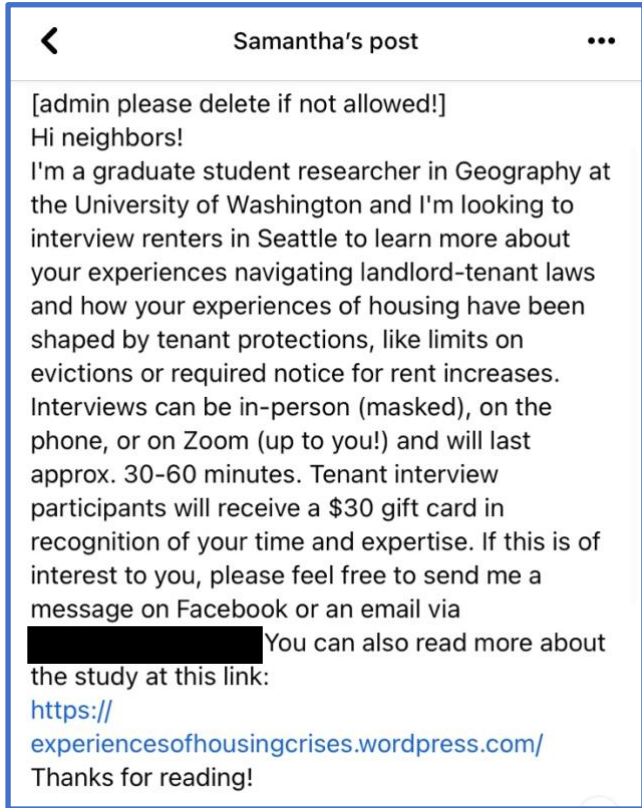 Samantha's post
[admin please delete if not allowed!]
Hi neighbors!
I'm a graduate student researcher in Geography at
the University of Washington and I'm looking to
interview renters in Seattle to learn more about
your experiences navigating landlord-tenant laws
and how your experiences of housing have been
shaped by tenant protections, like limits on
evictions or required notice for rent increases.
Interviews can be in-person (masked), on the
phone, or on Zoom (up to you!) and will last
approx. 30-60 minutes. Tenant interview
participants will receive a $30 gift card in
recognition of your time and expertise. If this is of
interest to you, please feel free to send me a
message on Facebook or an email via
You can also read more about
the study at this link:
https://
experiencesofhousingcrises.wordpress.com/
Thanks for reading!